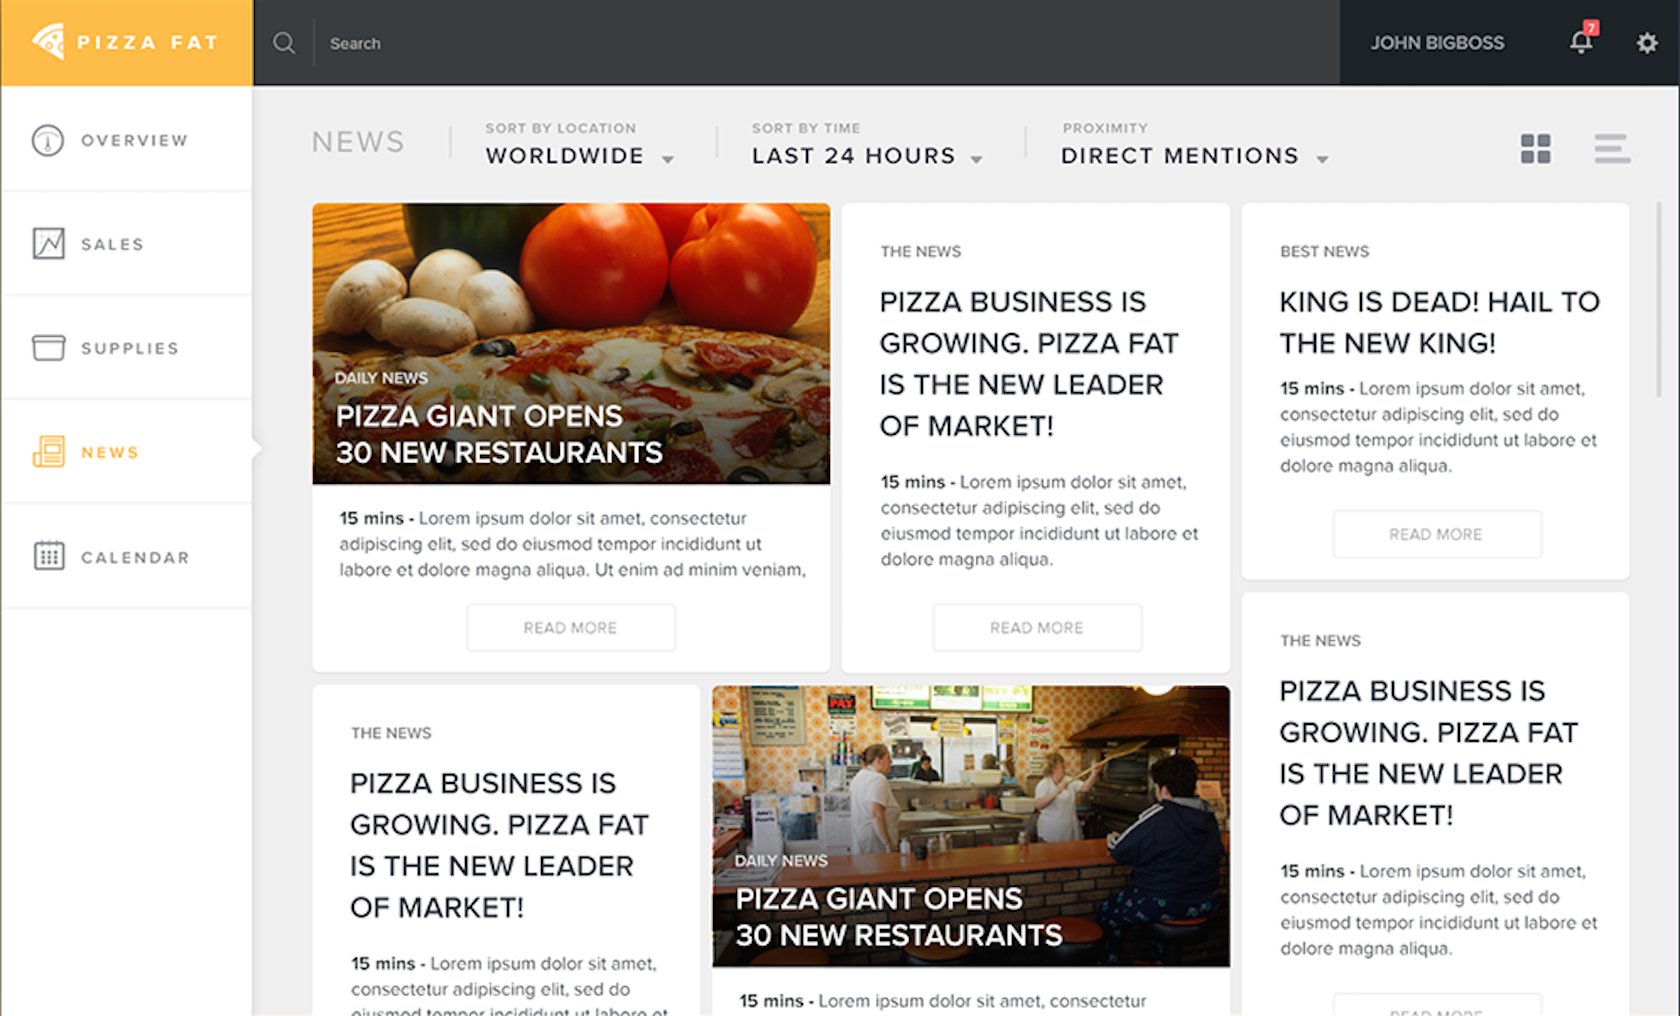 PIZZA FAT
Search
JOHN BIGBOSS
7
OVERVIEW
SALES
SUPPLIES
NEWS
CALENDAR
NEWS
SORT BY LOCATION
WORLDWIDE
SORT BY TIME
LAST 24 HOURS
PROXIMITY
DIRECT MENTIONS
DAILY NEWS
PIZZA GIANT OPENS
30 NEW RESTAURANTS
15 mins - Lorem ipsum dolor sit amet, consectetur
adipiscing elit, sed do eiusmod tempor incididunt ut
labore et dolore magna aliqua. Ut enim ad minim veniam,
READ MORE
THE NEWS
PIZZA BUSINESS IS
GROWING. PIZZA FAT
IS THE NEW LEADER
OF MARKET!
15 mins - Lorem ipsum dolor sit amet,
consectetur adipiscing elit, sed do
eiusmod tempor incididunt ut labore et
dolore magna aliqua.
READ MORE
BEST NEWS
KING IS DEAD! HAIL TO
THE NEW KING!
15 mins - Lorem ipsum dolor sit amet,
consectetur adipiscing elit, sed do
eiusmod tempor incididunt ut labore et
dolore magna aliqua.
READ MORE
THE NEWS
PIZZA BUSINESS IS
GROWING. PIZZA FAT
IS THE NEW LEADER
OF MARKET!
15 mins - Lorem ipsum dolor sit amet,
consectetur adipiscing elit, sed do
eiusmod tempor incididunt ut labore et
PAY
DAILY NEWS
PIZZA GIANT OPENS
30 NEW RESTAURANTS
15 mins - Lorem ipsum dolor sit amet, consectetur
THE NEWS
PIZZA BUSINESS IS
GROWING. PIZZA FAT
IS THE NEW LEADER
OF MARKET!
15 mins - Lorem ipsum dolor sit amet,
consectetur adipiscing elit, sed do
eiusmod tempor incididunt ut labore et
dolore magna aliqua.
READ MORE